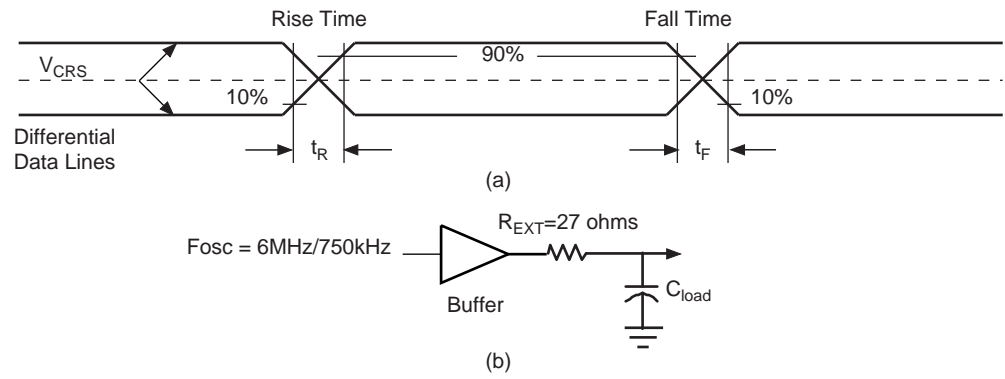 Rise Time Fall Time
V_CRS 90%
10% 10%
Differential
Data Lines
t_R t_F
(a)
R_EXT=27 ohms
Fosc = 6MHz/750kHz
Buffer C_load
(b)